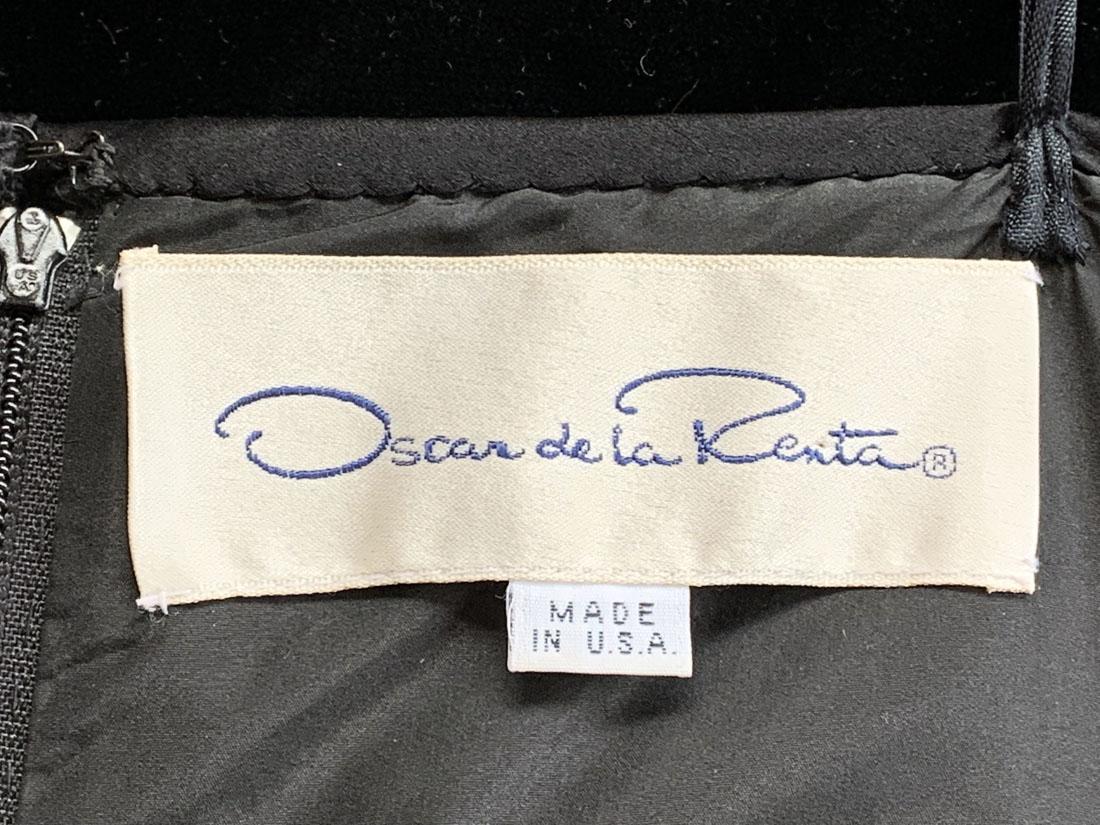 Oscar de la Renta ®
MADE
IN U.S.A.